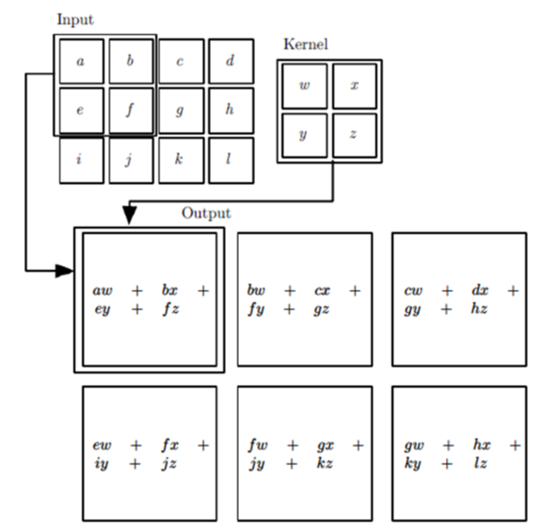 Input
Kernel
a b c d
w x
e f g h
y z
i j k l
Output
aw + bx +
ey + fz
bw + cx +
fy + gz
cw + dx +
gy + hz
ew + fx +
iy + jz
fw + gx +
jy + kz
gw + hx +
ky + lz